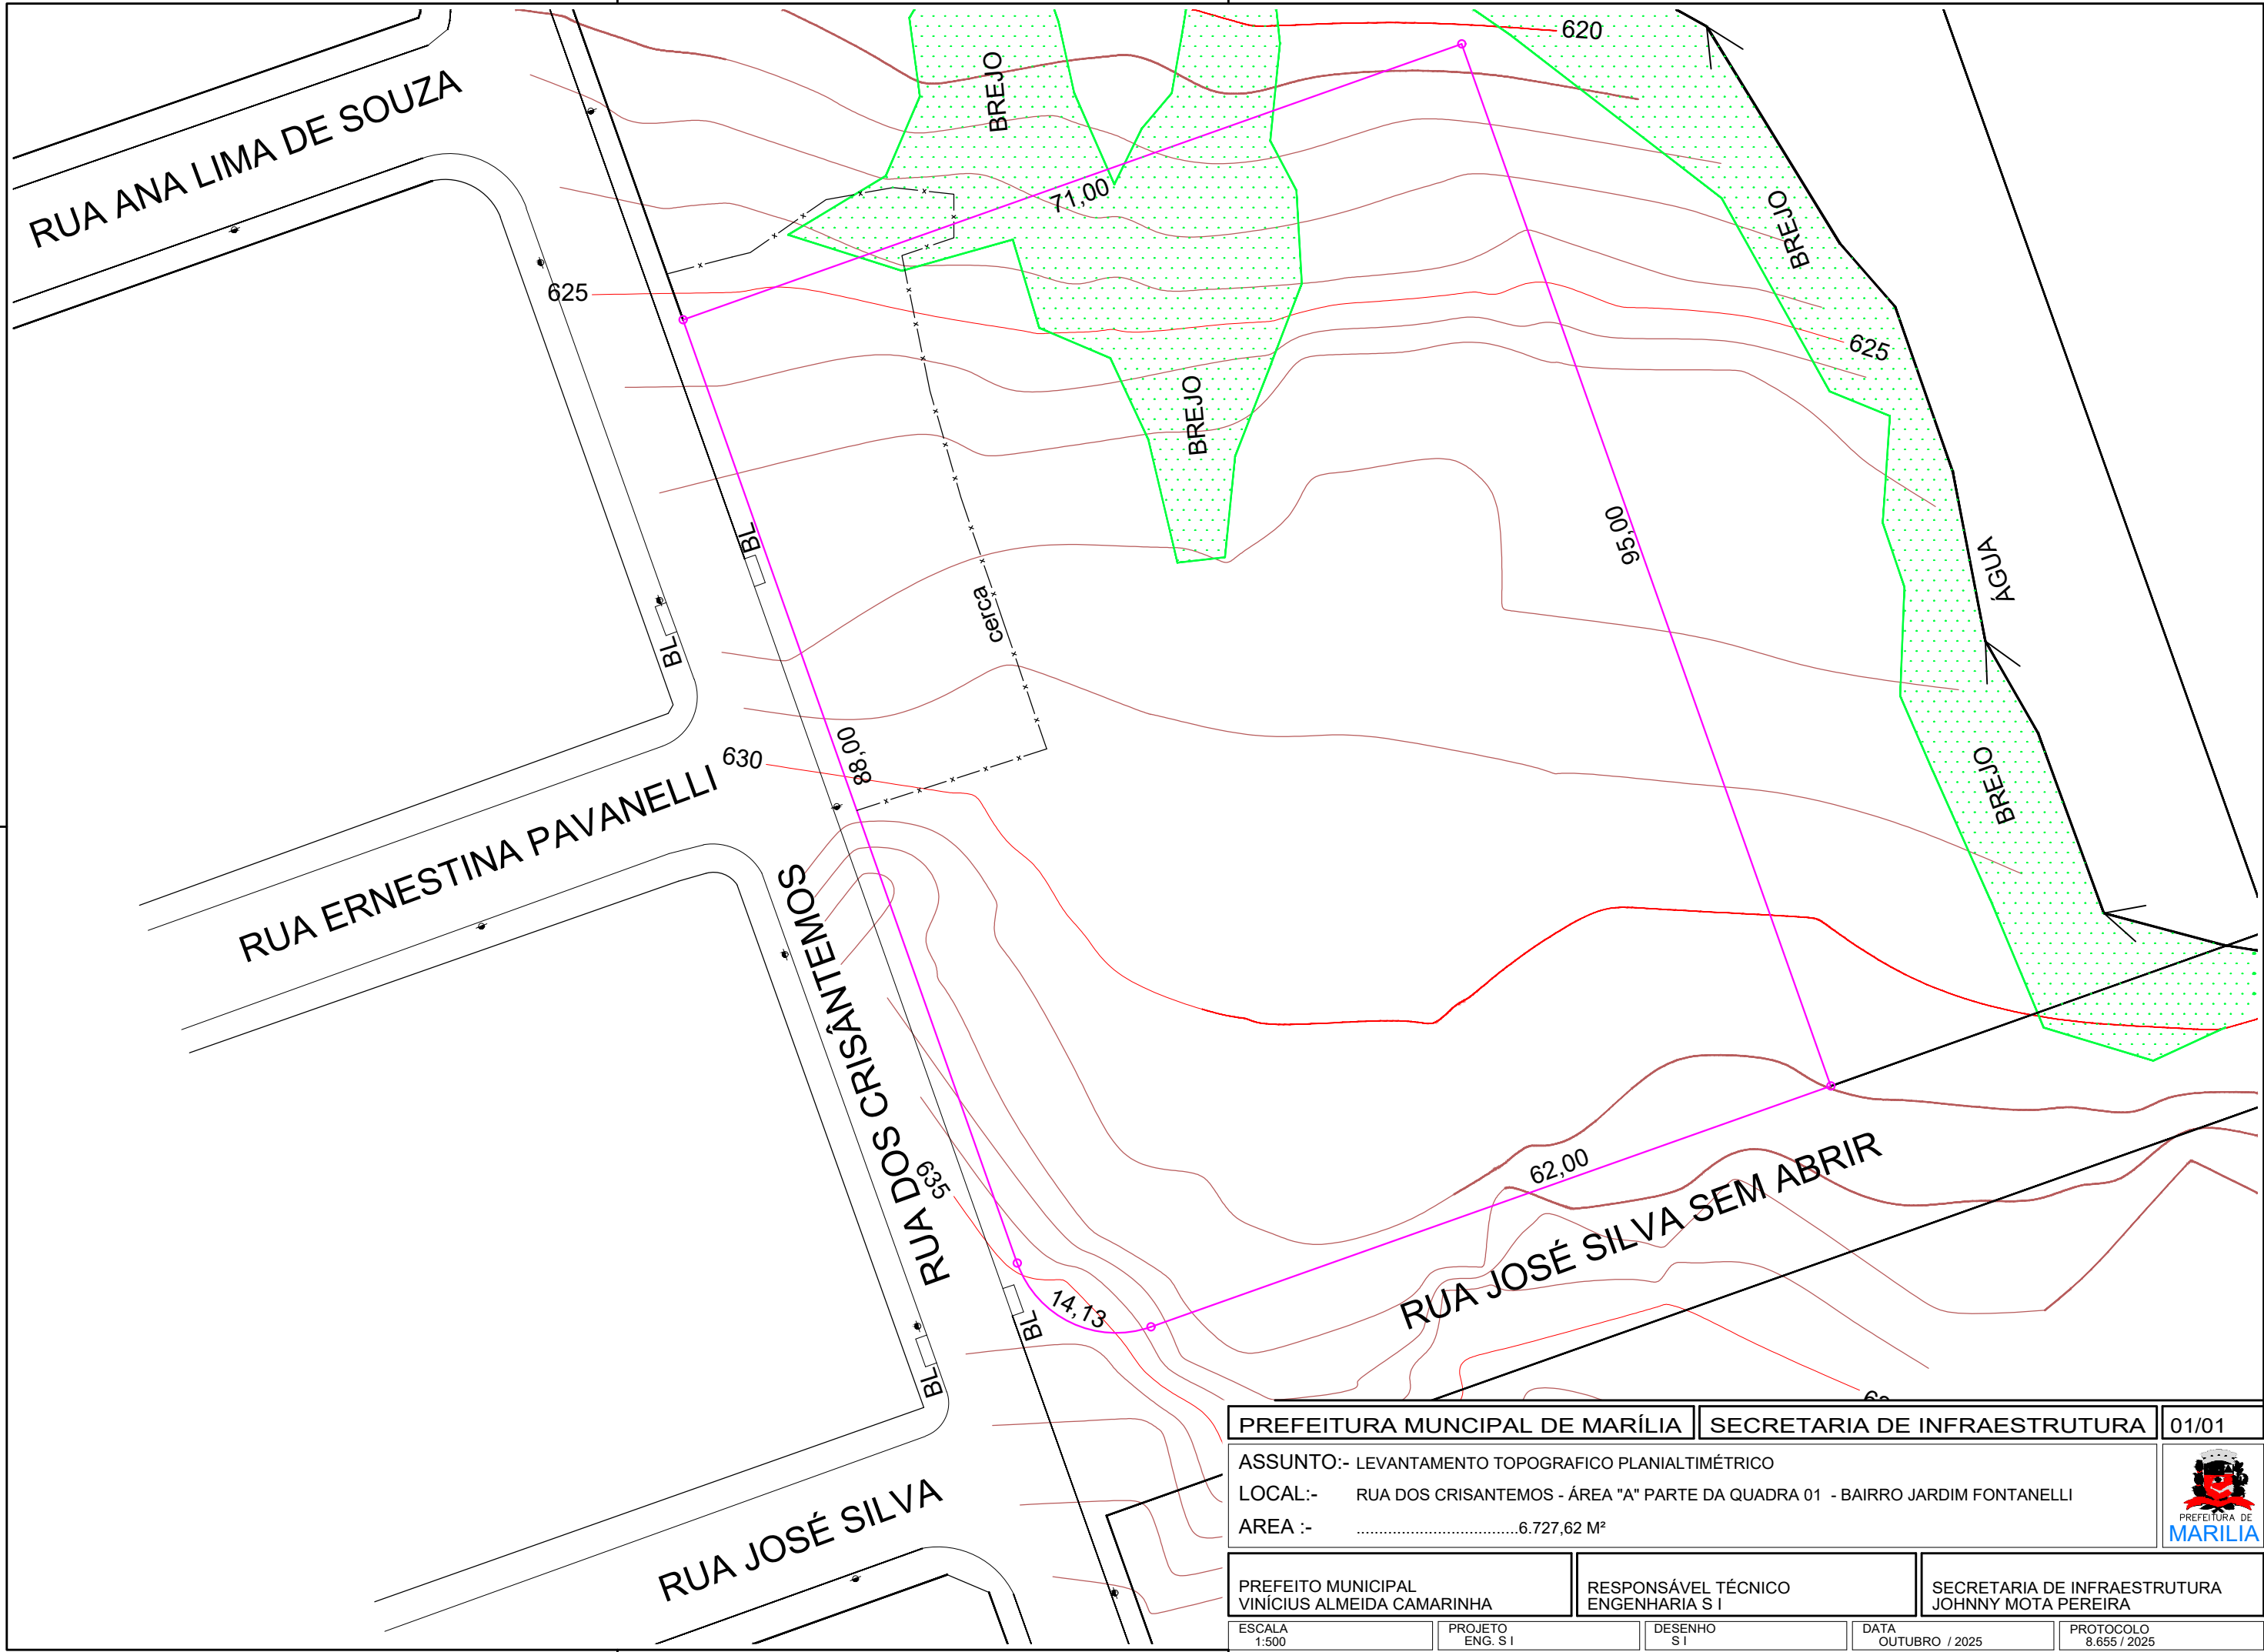 620
RUA ANA LIMA DE SOUZA
BREJO
71,00
BREJO
625
625
BREJO
95,00
BL
ÁGUA
cerca
BL
88,00
630
BREJO
RUA ERNESTINA PAVANELLI
RUA DOS CRISÂNTEMOS
635
62,00
RUA JOSÉ SILVA SEM ABRIR
14,13
BL
BL
RUA JOSÉ SILVA
PREFEITURA MUNCIPAL DE MARÍLIA
SECRETARIA DE INFRAESTRUTURA
01/01
ASSUNTO:- LEVANTAMENTO TOPOGRAFICO PLANIALTIMÉTRICO
LOCAL:- RUA DOS CRISANTEMOS - ÁREA "A" PARTE DA QUADRA 01 - BAIRRO JARDIM FONTANELLI
AREA :- ....................................6.727,62 M²
PREFEITURA DE
MARILIA
PREFEITO MUNICIPAL
VINÍCIUS ALMEIDA CAMARINHA
RESPONSÁVEL TÉCNICO
ENGENHARIA S I
SECRETARIA DE INFRAESTRUTURA
JOHNNY MOTA PEREIRA
ESCALA
1:500
PROJETO
ENG. S I
DESENHO
S I
DATA
OUTUBRO / 2025
PROTOCOLO
8.655 / 2025